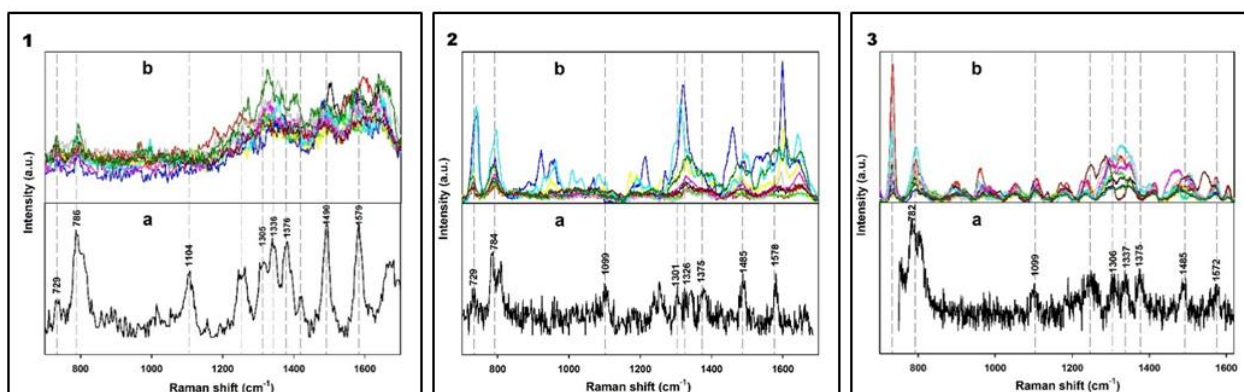 1
b
a
729
786
1104
1305
1336
1376
1490
1579
Intensity (a.u.)
800 1000 1200 1400 1600
Raman shift (cm-1)
2
b
a
729
784
1099
1301
1326
1375
1485
1578
Intensity (a.u.)
800 1000 1200 1400 1600
Raman shift (cm-1)
3
b
a
782
1099
1306
1337
1375
1485
1572
Intensity (a.u.)
800 1000 1200 1400 1600
Raman shift (cm-1)